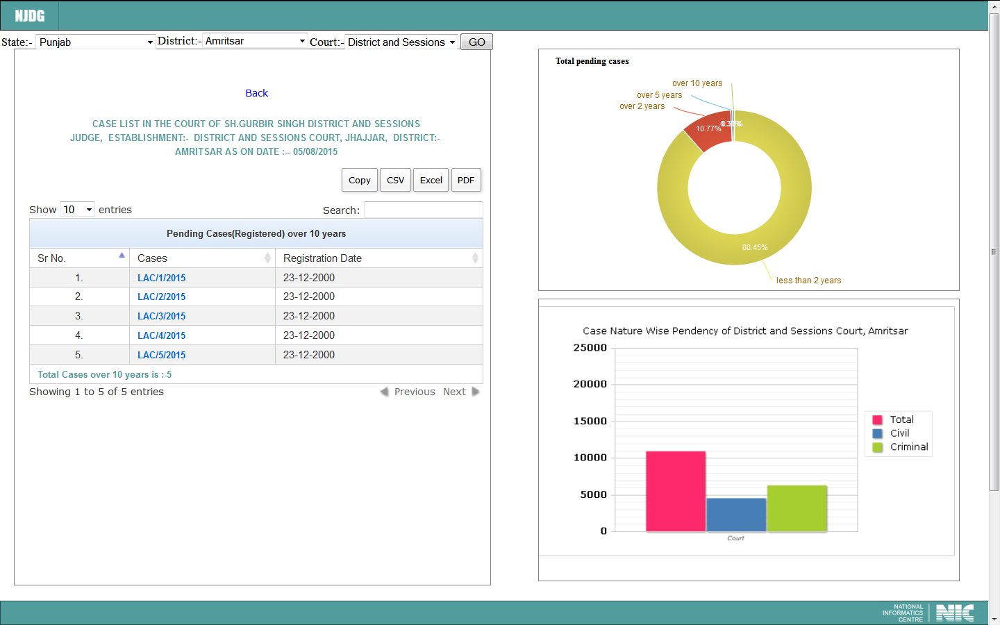 NJDG
State:- Punjab District:- Amritsar Court:- District and Sessions GO
Back
CASE LIST IN THE COURT OF SH.GURBIR SINGH DISTRICT AND SESSIONS
JUDGE, ESTABLISHMENT:- DISTRICT AND SESSIONS COURT, JHAJJAR, DISTRICT:-
AMRITSAR AS ON DATE :-- 05/08/2015
Copy CSV Excel PDF
Show 10 entries Search:
Pending Cases(Registered) over 10 years
Sr No. Cases Registration Date
1. LAC/1/2015 23-12-2000
2. LAC/2/2015 23-12-2000
3. LAC/3/2015 23-12-2000
4. LAC/4/2015 23-12-2000
5. LAC/5/2015 23-12-2000
Total Cases over 10 years is :-5
Showing 1 to 5 of 5 entries Previous Next
Total pending cases
over 10 years
over 5 years
over 2 years
10.77%
88.45%
less than 2 years
Case Nature Wise Pendency of District and Sessions Court, Amritsar
25000
20000
15000
10000
5000
0
Court
Total
Civil
Criminal
NATIONAL
INFORMATICS
CENTRE
NIC